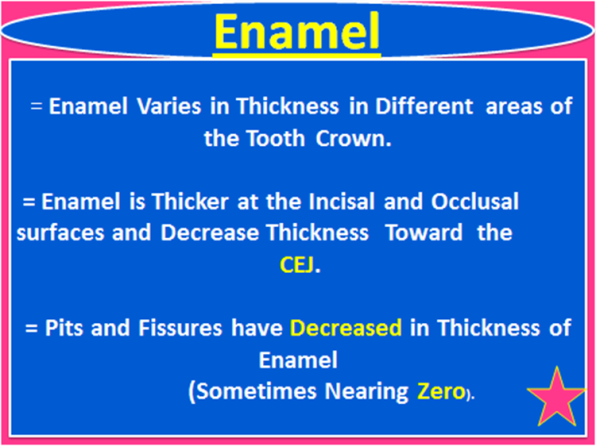 Enamel
= Enamel Varies in Thickness in Different areas of
the Tooth Crown.
= Enamel is Thicker at the Incisal and Occlusal
surfaces and Decrease Thickness Toward the
CEJ.
= Pits and Fissures have Decreased in Thickness of
Enamel
(Sometimes Nearing Zero).